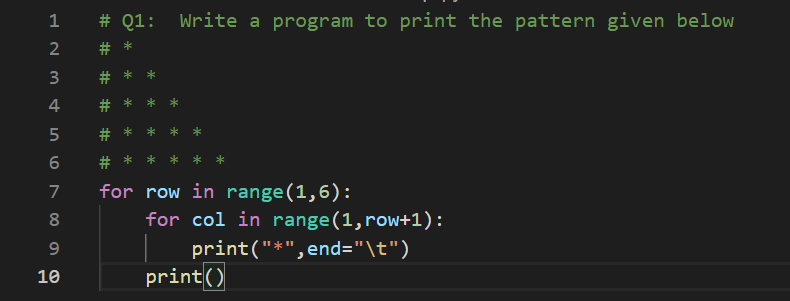 1 # Q1:  Write a program to print the pattern given below
2 # *
3 # * *
4 # * * *
5 # * * * *
6 # * * * * *
7 for row in range(1,6):
8     for col in range(1,row+1):
9         print("*",end="\t")
10     print()